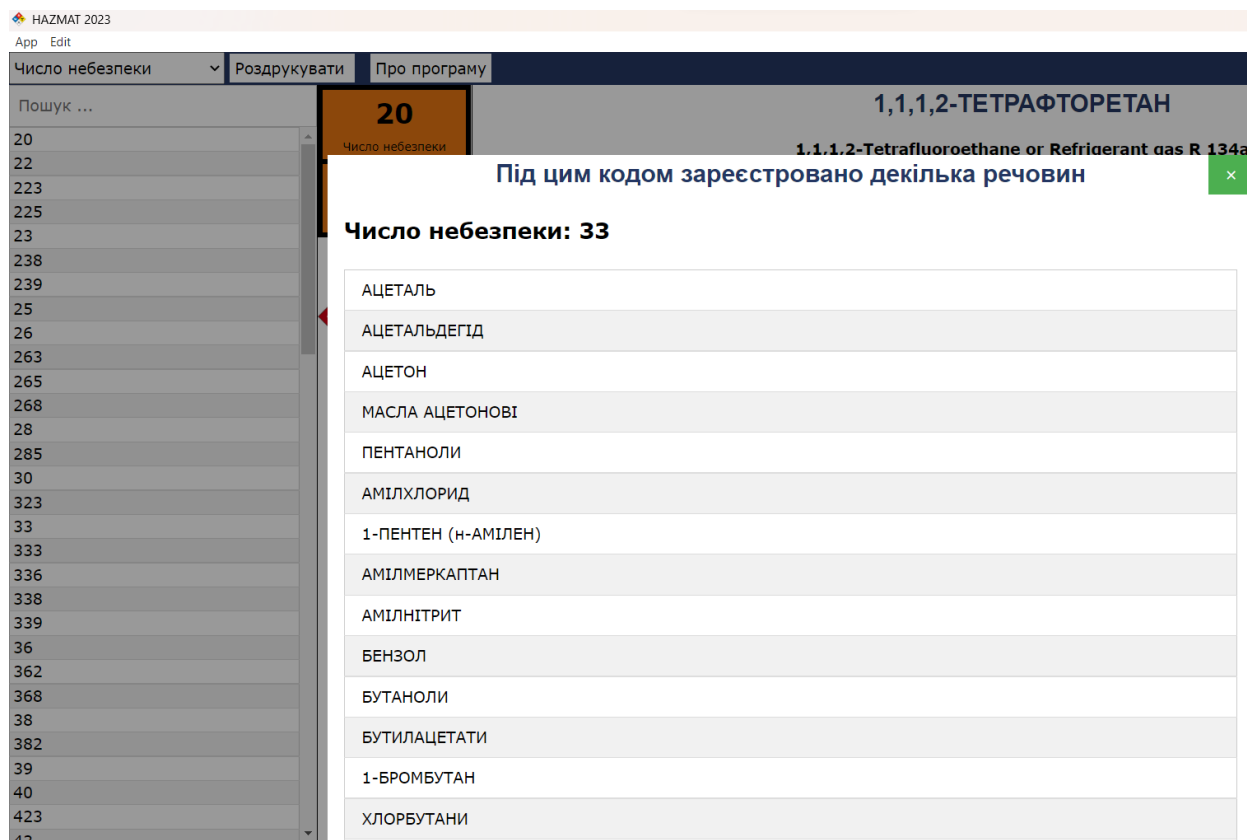 HAZMAT 2023
App Edit
Число небезпеки Роздрукувати Про програму
Пошук ...
20
22
223
225
23
238
239
25
26
263
265
268
28
285
30
323
33
333
336
338
339
36
362
368
38
382
39
40
423
43
20
Число небезпеки
1,1,1,2-ТЕТРАФТОРЕТАН
1,1,1,2-Tetrafluoroethane or Refrigerant gas R 134a
Під цим кодом зареєстровано декілька речовин
×
Число небезпеки: 33
АЦЕТАЛЬ
АЦЕТАЛЬДЕГІД
АЦЕТОН
МАСЛА АЦЕТОНОВІ
ПЕНТАНОЛИ
АМІЛХЛОРИД
1-ПЕНТЕН (н-АМІЛЕН)
АМІЛМЕРКАПТАН
АМІЛНІТРИТ
БЕНЗОЛ
БУТАНОЛИ
БУТИЛАЦЕТАТИ
1-БРОМБУТАН
ХЛОРБУТАНИ